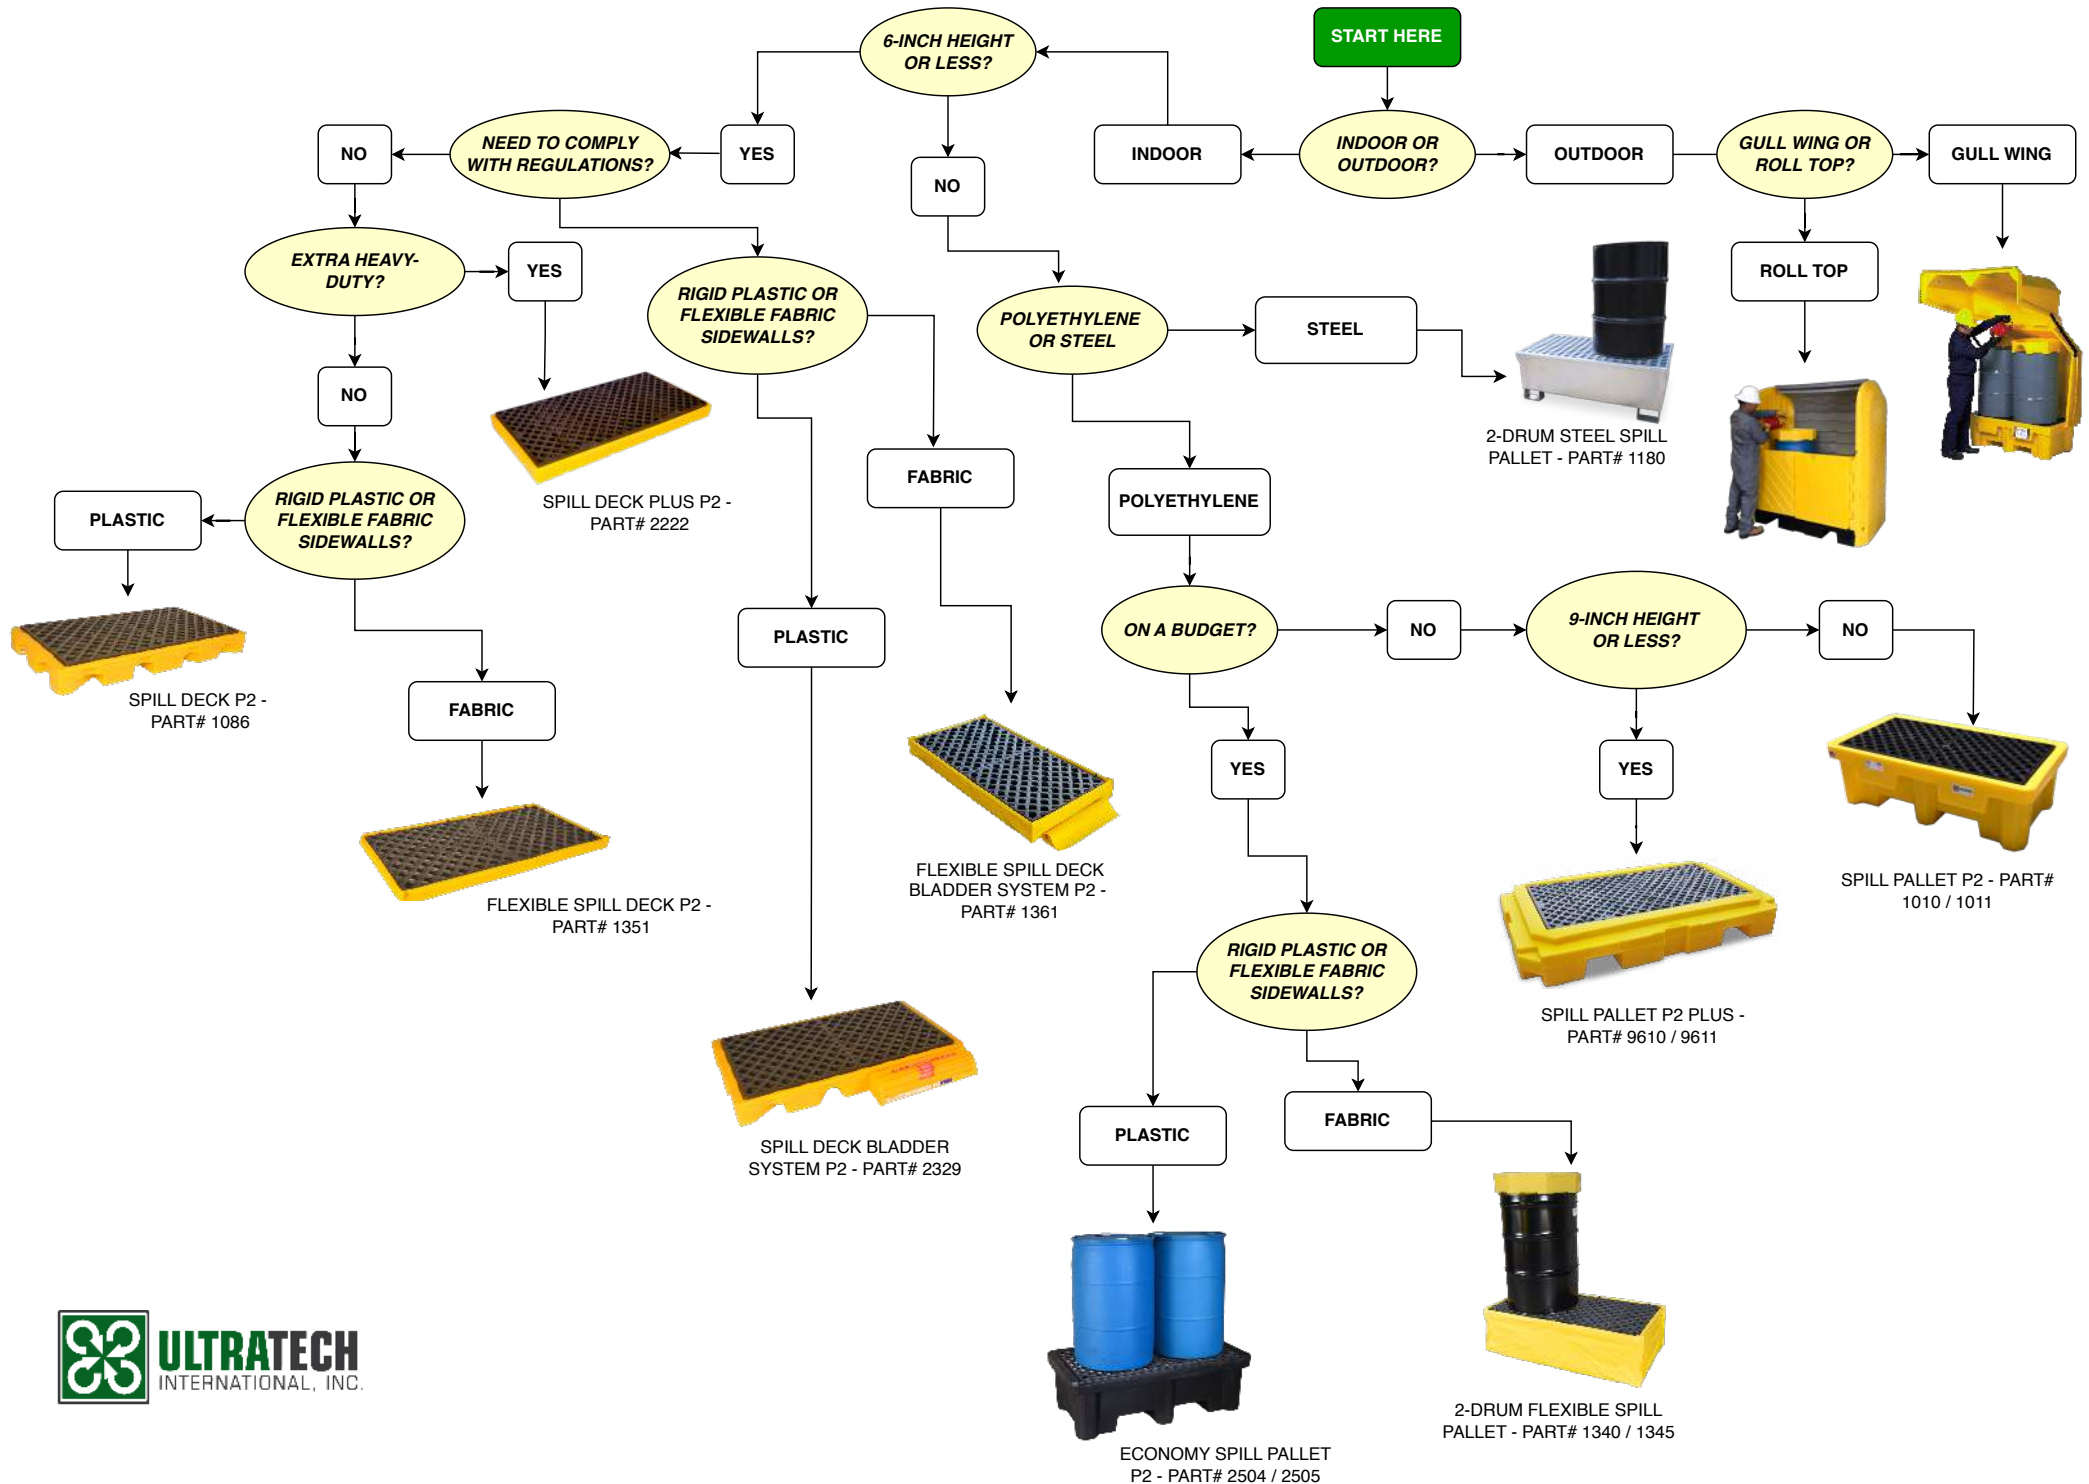 START HERE
6-INCH HEIGHT
OR LESS?
NEED TO COMPLY
WITH REGULATIONS?
NO
YES
NO
INDOOR
INDOOR OR
OUTDOOR?
OUTDOOR
GULL WING OR
ROLL TOP?
GULL WING
ROLL TOP
EXTRA HEAVY-
DUTY?
YES
NO
RIGID PLASTIC OR
FLEXIBLE FABRIC
SIDEWALLS?
POLYETHYLENE
OR STEEL
STEEL
2-DRUM STEEL SPILL
PALLET - PART# 1180
SPILL DECK PLUS P2 -
PART# 2222
FABRIC
POLYETHYLENE
PLASTIC
RIGID PLASTIC OR
FLEXIBLE FABRIC
SIDEWALLS?
SPILL DECK P2 -
PART# 1086
FABRIC
FLEXIBLE SPILL DECK P2 -
PART# 1351
PLASTIC
FLEXIBLE SPILL DECK
BLADDER SYSTEM P2 -
PART# 1361
ON A BUDGET?
NO
9-INCH HEIGHT
OR LESS?
NO
YES
YES
SPILL PALLET P2 - PART#
1010 / 1011
SPILL PALLET P2 PLUS -
PART# 9610 / 9611
RIGID PLASTIC OR
FLEXIBLE FABRIC
SIDEWALLS?
SPILL DECK BLADDER
SYSTEM P2 - PART# 2329
PLASTIC
FABRIC
ECONOMY SPILL PALLET
P2 - PART# 2504 / 2505
2-DRUM FLEXIBLE SPILL
PALLET - PART# 1340 / 1345
ULTRATECH
INTERNATIONAL, INC.